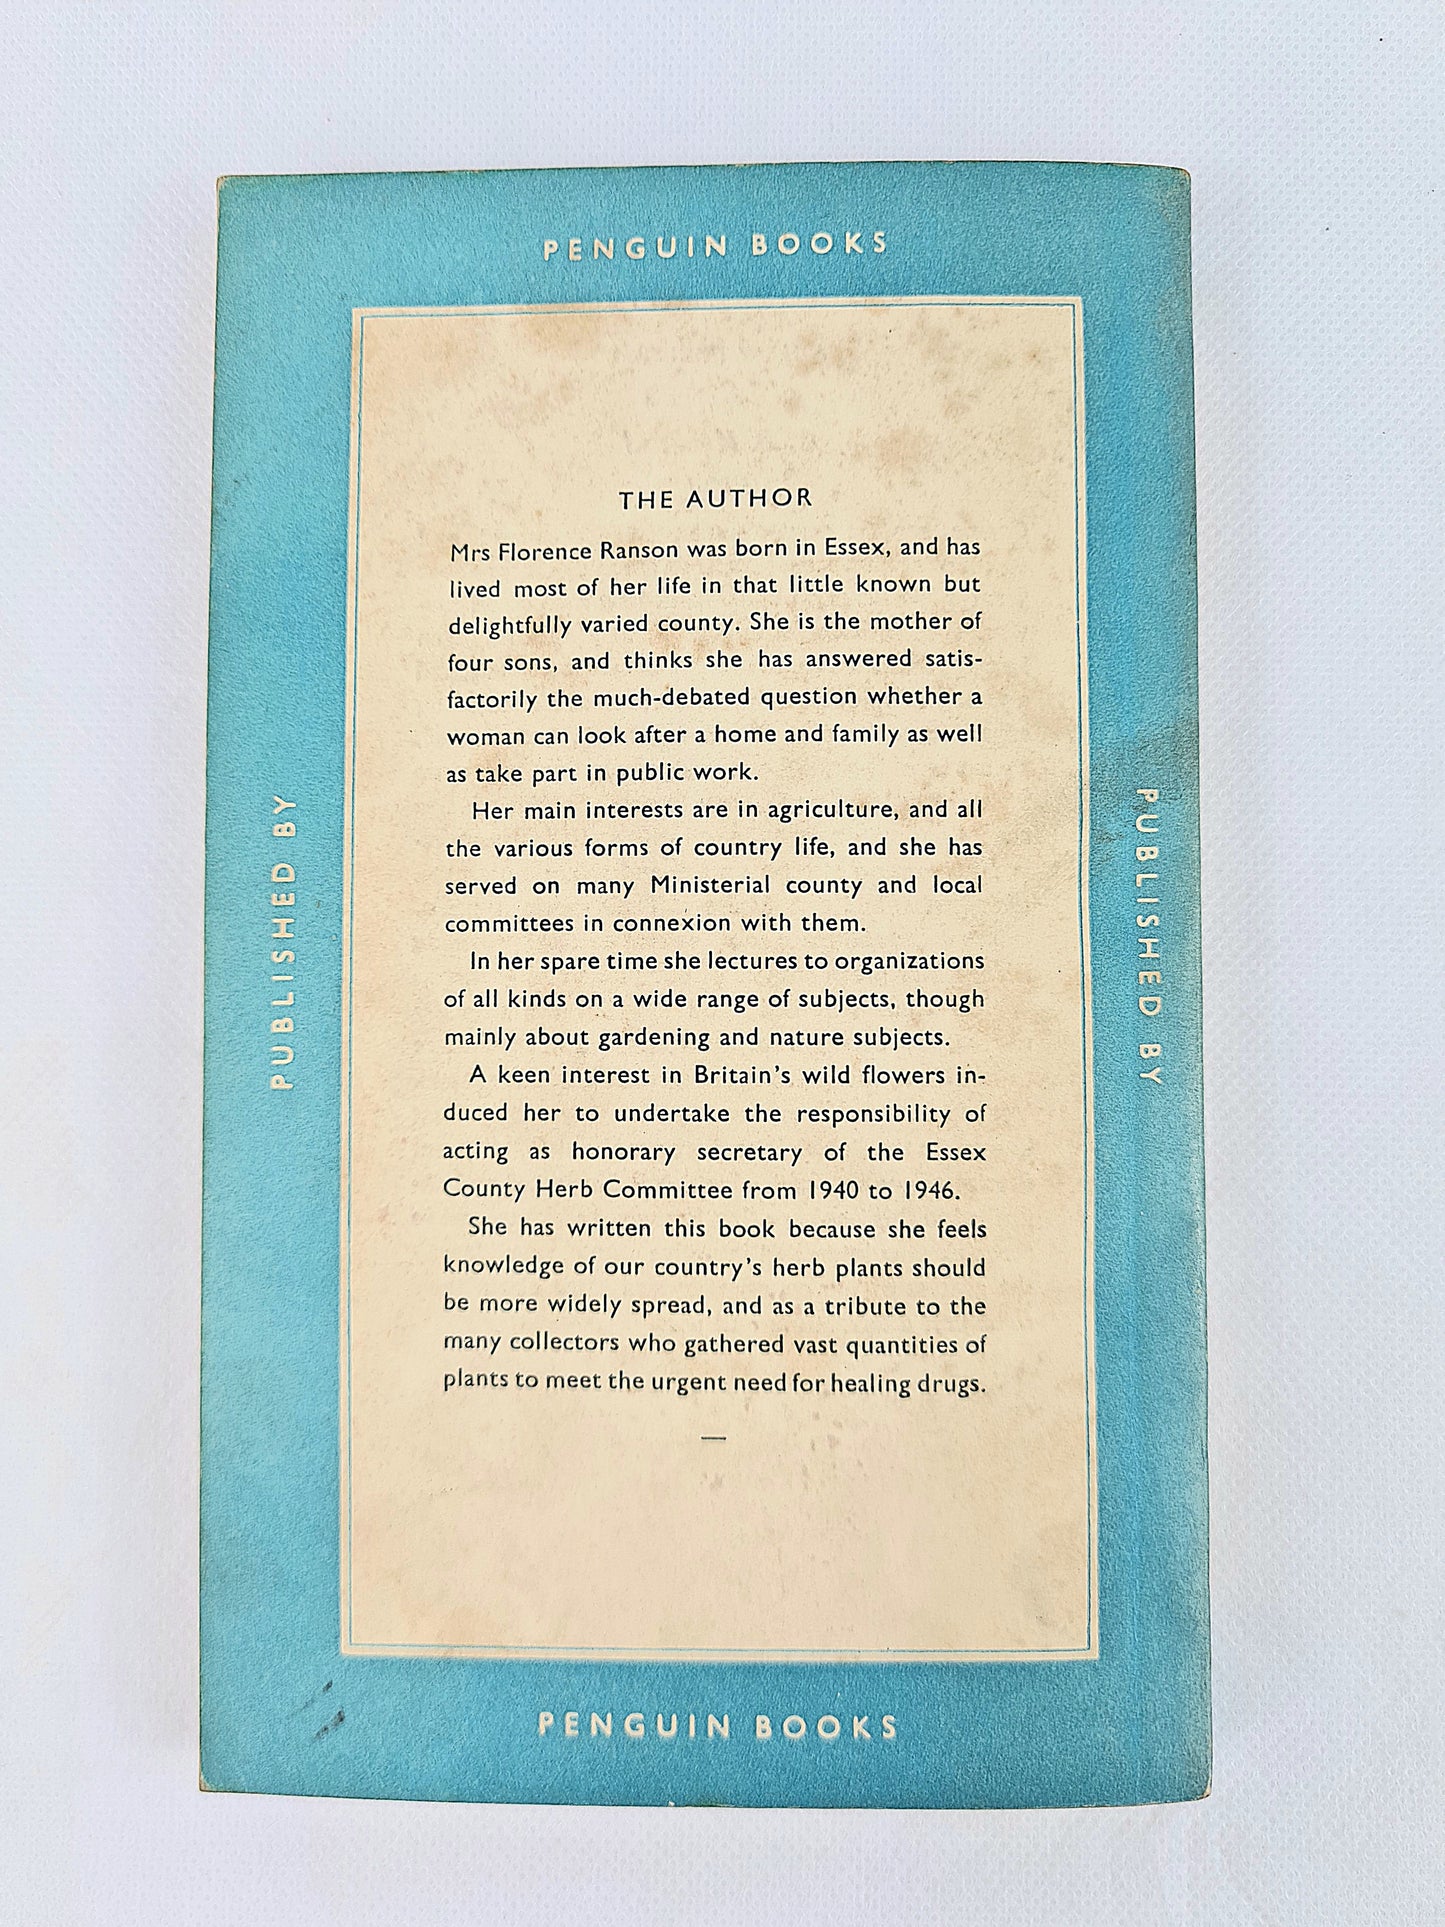 PENGUIN BOOKS
THE AUTHOR
Mrs Florence Ranson was born in Essex, and has
lived most of her life in that little known but
delightfully varied county. She is the mother of
four sons, and thinks she has answered satis-
factorily the much-debated question whether a
woman can look after a home and family as well
as take part in public work.
Her main interests are in agriculture, and all
the various forms of country life, and she has
served on many Ministerial county and local
committees in connexion with them.
In her spare time she lectures to organizations
of all kinds on a wide range of subjects, though
mainly about gardening and nature subjects.
A keen interest in Britain's wild flowers in-
duced her to undertake the responsibility of
acting as honorary secretary of the Essex
County Herb Committee from 1940 to 1946.
She has written this book because she feels
knowledge of our country's herb plants should
be more widely spread, and as a tribute to the
many collectors who gathered vast quantities of
plants to meet the urgent need for healing drugs.
—
PUBLISHED BY
PUBLISHED BY
PENGUIN BOOKS